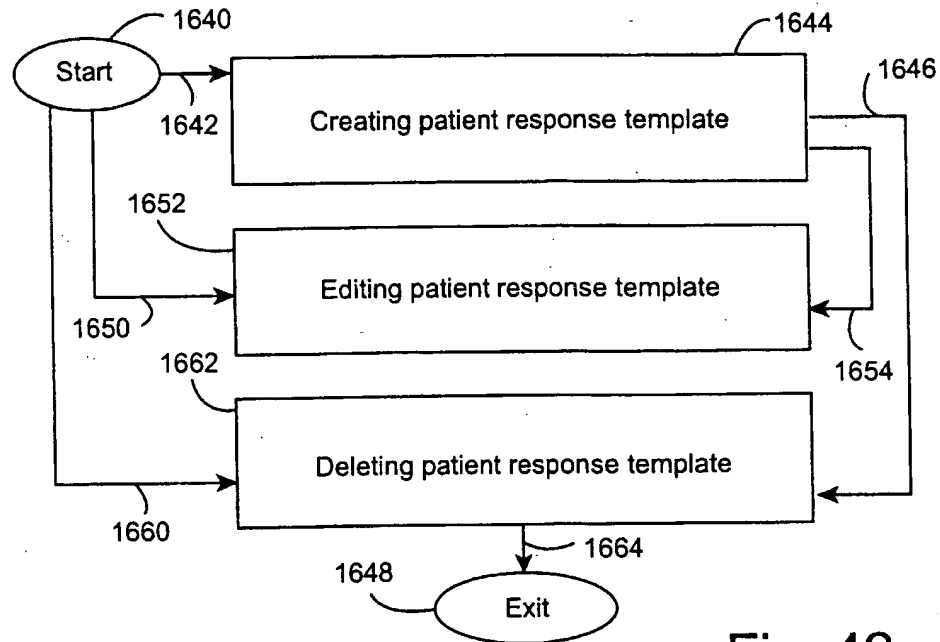 1640
Start
1642
1644
Creating patient response template
1646
1652
Editing patient response template
1650
1654
1662
Deleting patient response template
1660
1664
1648
Exit